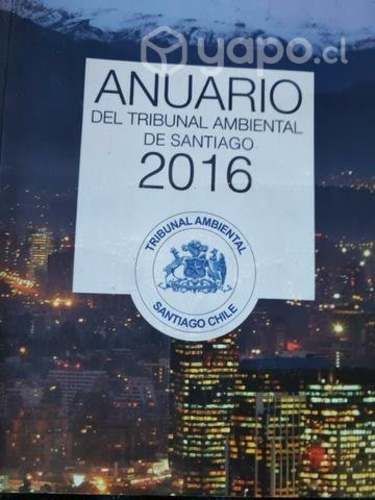 yapo.cl
ANUARIO
DEL TRIBUNAL AMBIENTAL
DE SANTIAGO
2016
TRIBUNAL AMBIENTAL
SANTIAGO CHILE